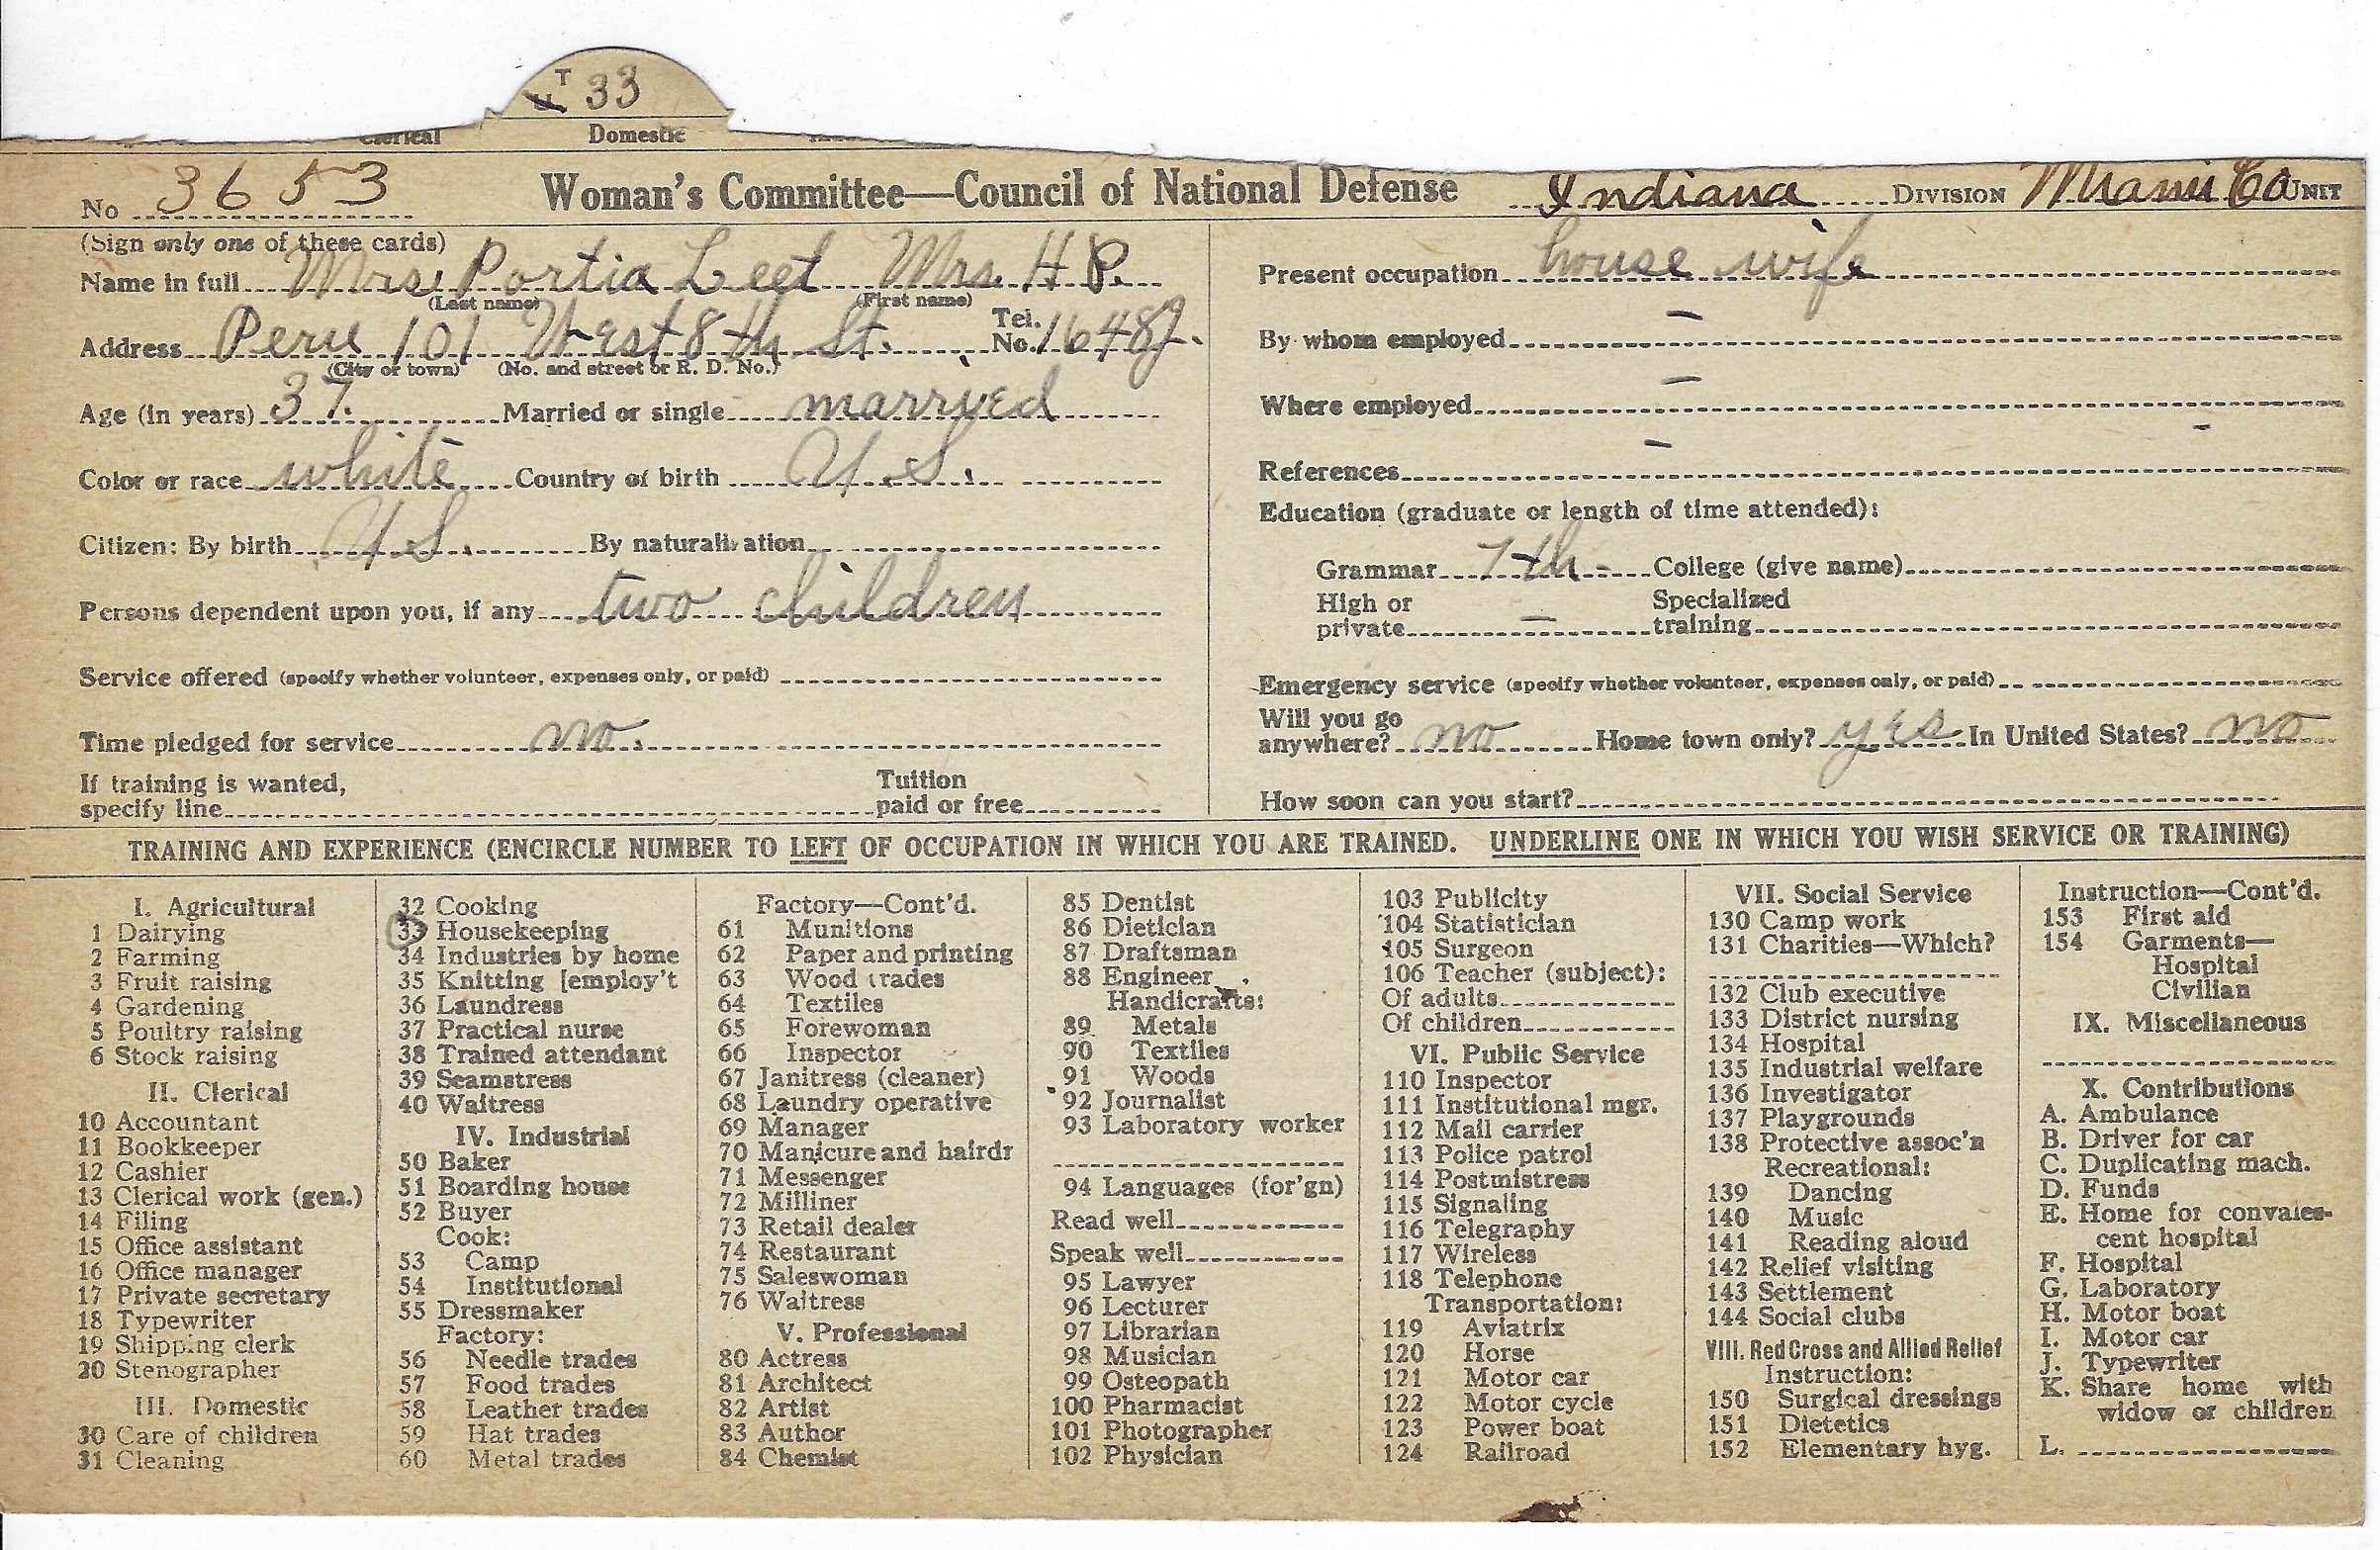 T 33
Clerical Domestic
No 3653 Woman's Committee—Council of National Defense Indiana DIVISION Miami Co UNIT
(Sign only one of these cards)
Name in full Mrs. Portia Leet Mrs. H. P.
(Last name) (First name)
Address Peru 101 West 8th St. Tel. No. 1648J.
(City or town) (No. and street or R. D. No.)
Age (in years) 37. Married or single married
Color or race white Country of birth U.S.
Citizen: By birth U.S. By naturalization
Persons dependent upon you, if any two children
Service offered (specify whether volunteer, expenses only, or paid)
Time pledged for service no.
If training is wanted, specify line Tuition paid or free
Present occupation house wife
By whom employed –
Where employed –
References –
Education (graduate or length of time attended):
Grammar 7th - College (give name)
High or private – Specialized training
Emergency service (specify whether volunteer, expenses only, or paid)
Will you go anywhere? no Home town only? yes In United States? no
How soon can you start?
TRAINING AND EXPERIENCE (ENCIRCLE NUMBER TO LEFT OF OCCUPATION IN WHICH YOU ARE TRAINED. UNDERLINE ONE IN WHICH YOU WISH SERVICE OR TRAINING)
I. Agricultural
1 Dairying
2 Farming
3 Fruit raising
4 Gardening
5 Poultry raising
6 Stock raising
II. Clerical
10 Accountant
11 Bookkeeper
12 Cashier
13 Clerical work (gen.)
14 Filing
15 Office assistant
16 Office manager
17 Private secretary
18 Typewriter
19 Shipping clerk
20 Stenographer
III. Domestic
30 Care of children
31 Cleaning
32 Cooking
33 Housekeeping
34 Industries by home
35 Knitting [employ't
36 Laundress
37 Practical nurse
38 Trained attendant
39 Seamstress
40 Waitress
IV. Industrial
50 Baker
51 Boarding house
52 Buyer
Cook:
53 Camp
54 Institutional
55 Dressmaker
Factory:
56 Needle trades
57 Food trades
58 Leather trades
59 Hat trades
60 Metal trades
Factory—Cont'd.
61 Munitions
62 Paper and printing
63 Wood trades
64 Textiles
65 Forewoman
66 Inspector
67 Janitress (cleaner)
68 Laundry operative
69 Manager
70 Manicure and hairdr
71 Messenger
72 Milliner
73 Retail dealer
74 Restaurant
75 Saleswoman
76 Waitress
V. Professional
80 Actress
81 Architect
82 Artist
83 Author
84 Chemist
85 Dentist
86 Dietician
87 Draftsman
88 Engineer
Handicrafts:
89 Metals
90 Textiles
91 Woods
92 Journalist
93 Laboratory worker
94 Languages (for'gn)
Read well
Speak well
95 Lawyer
96 Lecturer
97 Librarian
98 Musician
99 Osteopath
100 Pharmacist
101 Photographer
102 Physician
103 Publicity
104 Statistician
105 Surgeon
106 Teacher (subject):
Of adults
Of children
VI. Public Service
110 Inspector
111 Institutional mgr.
112 Mail carrier
113 Police patrol
114 Postmistress
115 Signaling
116 Telegraphy
117 Wireless
118 Telephone
Transportation:
119 Aviatrix
120 Horse
121 Motor car
122 Motor cycle
123 Power boat
124 Railroad
VII. Social Service
130 Camp work
131 Charities—Which?
132 Club executive
133 District nursing
134 Hospital
135 Industrial welfare
136 Investigator
137 Playgrounds
138 Protective assoc'n
Recreational:
139 Dancing
140 Music
141 Reading aloud
142 Relief visiting
143 Settlement
144 Social clubs
VIII. Red Cross and Allied Relief
Instruction:
150 Surgical dressings
151 Dietetics
152 Elementary hyg.
Instruction—Cont'd.
153 First aid
154 Garments—
Hospital
Civilian
IX. Miscellaneous
X. Contributions
A. Ambulance
B. Driver for car
C. Duplicating mach.
D. Funds
E. Home for convales-
cent hospital
F. Hospital
G. Laboratory
H. Motor boat
I. Motor car
J. Typewriter
K. Share home with
widow or children
L.